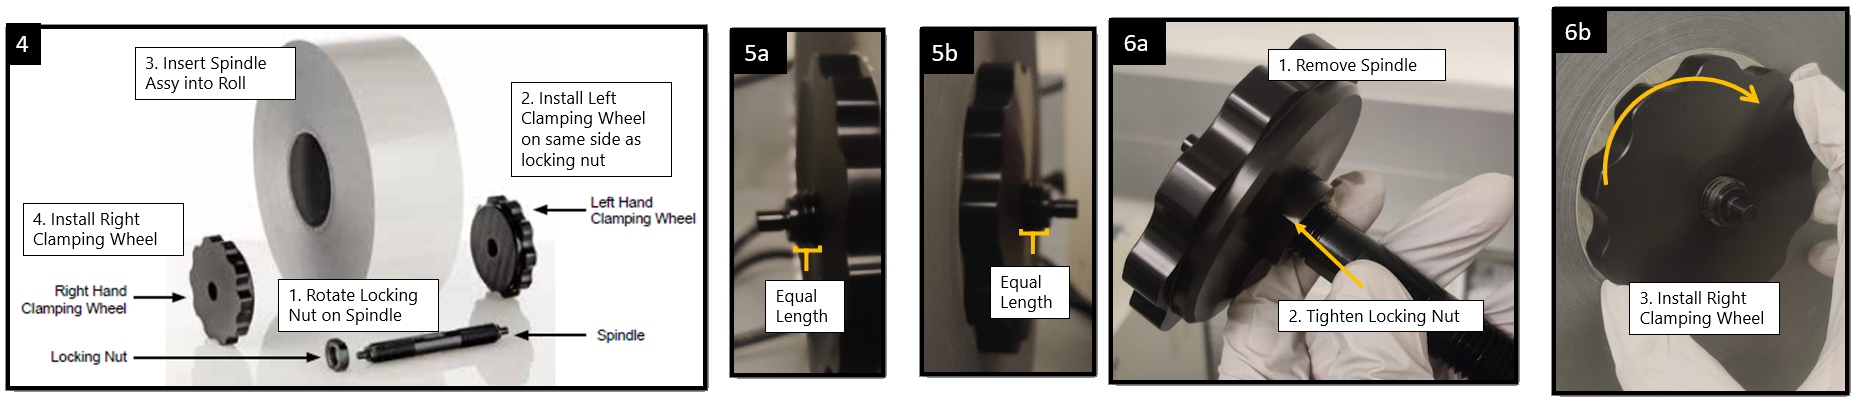 4
3. Insert Spindle
Assy into Roll
2. Install Left
Clamping Wheel
on same side as
locking nut
Left Hand
Clamping Wheel
4. Install Right
Clamping Wheel
Right Hand
Clamping Wheel
1. Rotate Locking
Nut on Spindle
Spindle
Locking Nut
5a
Equal
Length
5b
Equal
Length
6a
1. Remove Spindle
2. Tighten Locking Nut
6b
3. Install Right
Clamping Wheel